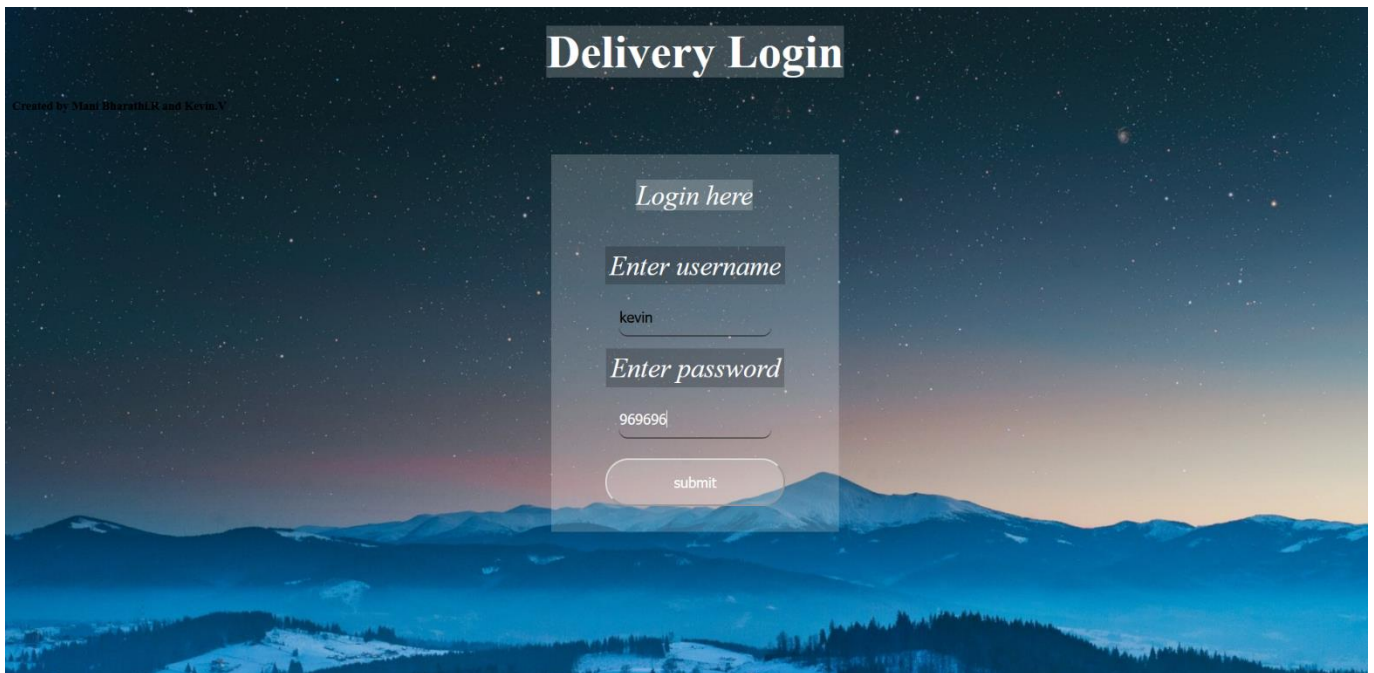 Delivery Login
Created by Mani Bharathi.R and Kevin.V
Login here
Enter username
kevin
Enter password
969696
submit